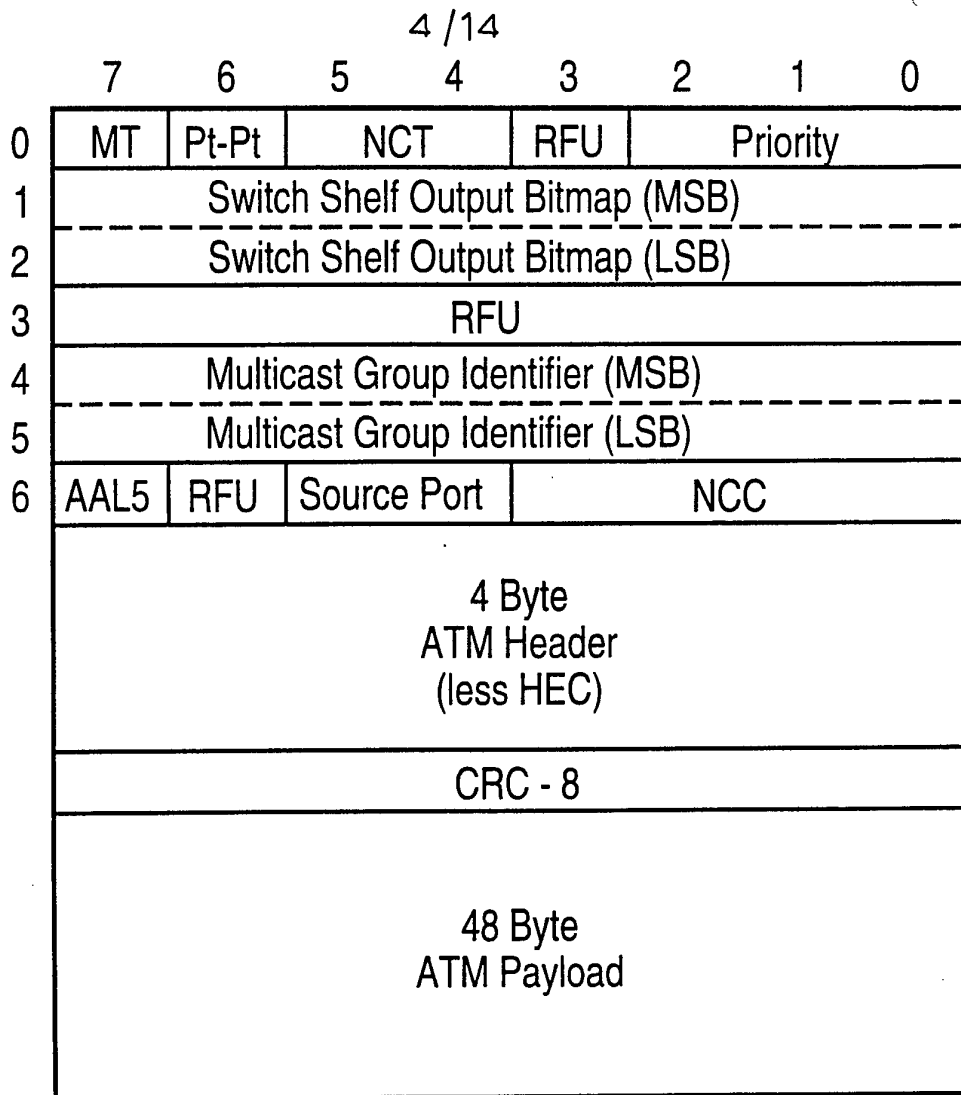 4/14
7 6 5 4 3 2 1 0
0 MT Pt-Pt NCT RFU Priority
1 Switch Shelf Output Bitmap (MSB)
2 Switch Shelf Output Bitmap (LSB)
3 RFU
4 Multicast Group Identifier (MSB)
5 Multicast Group Identifier (LSB)
6 AAL5 RFU Source Port NCC
4 Byte
ATM Header
(less HEC)
CRC - 8
48 Byte
ATM Payload